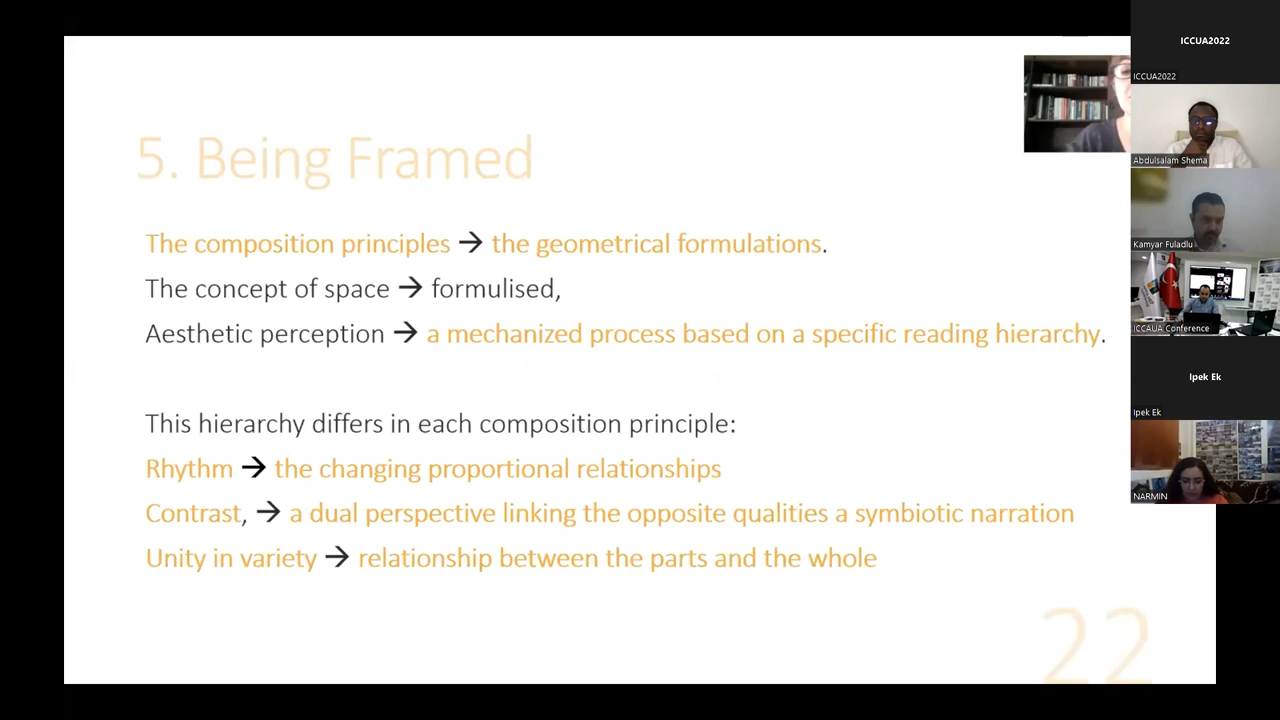 5. Being Framed
The composition principles → the geometrical formulations.
The concept of space → formulised,
Aesthetic perception → a mechanized process based on a specific reading hierarchy.
This hierarchy differs in each composition principle:
Rhythm → the changing proportional relationships
Contrast, → a dual perspective linking the opposite qualities a symbiotic narration
Unity in variety → relationship between the parts and the whole
22
ICCUA2022
ICCUA2022
Abdulsalam Shema
Kamyar Fuladlu
ICCAUA Conference
Ipek Ek
Ipek Ek
NARMIN